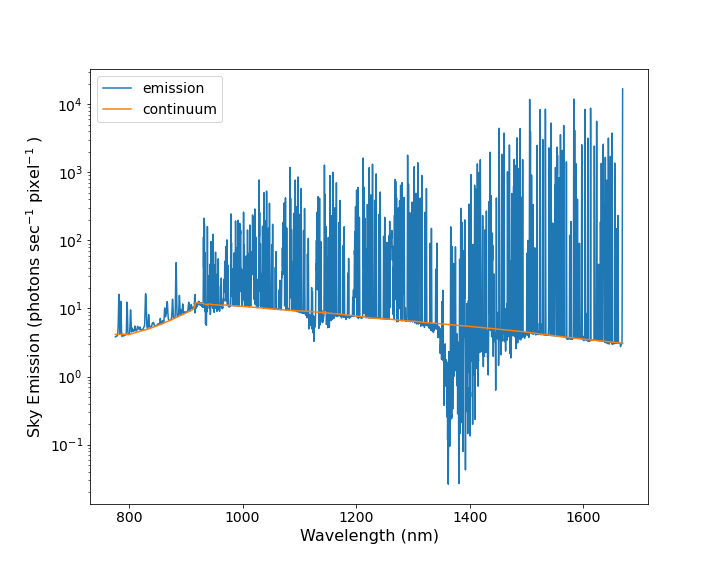 emission
continuum
10⁴
10³
10²
10¹
10⁰
10⁻¹
Sky Emission (photons sec⁻¹ pixel⁻¹ )
800 1000 1200 1400 1600
Wavelength (nm)